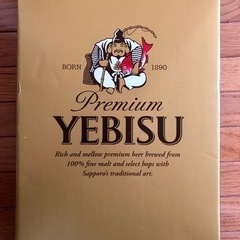 BORN 1890
Premium
YEBISU
Rich and mellow premium beer brewed from
100% fine malt and select hops with
Sapporo's traditional art.